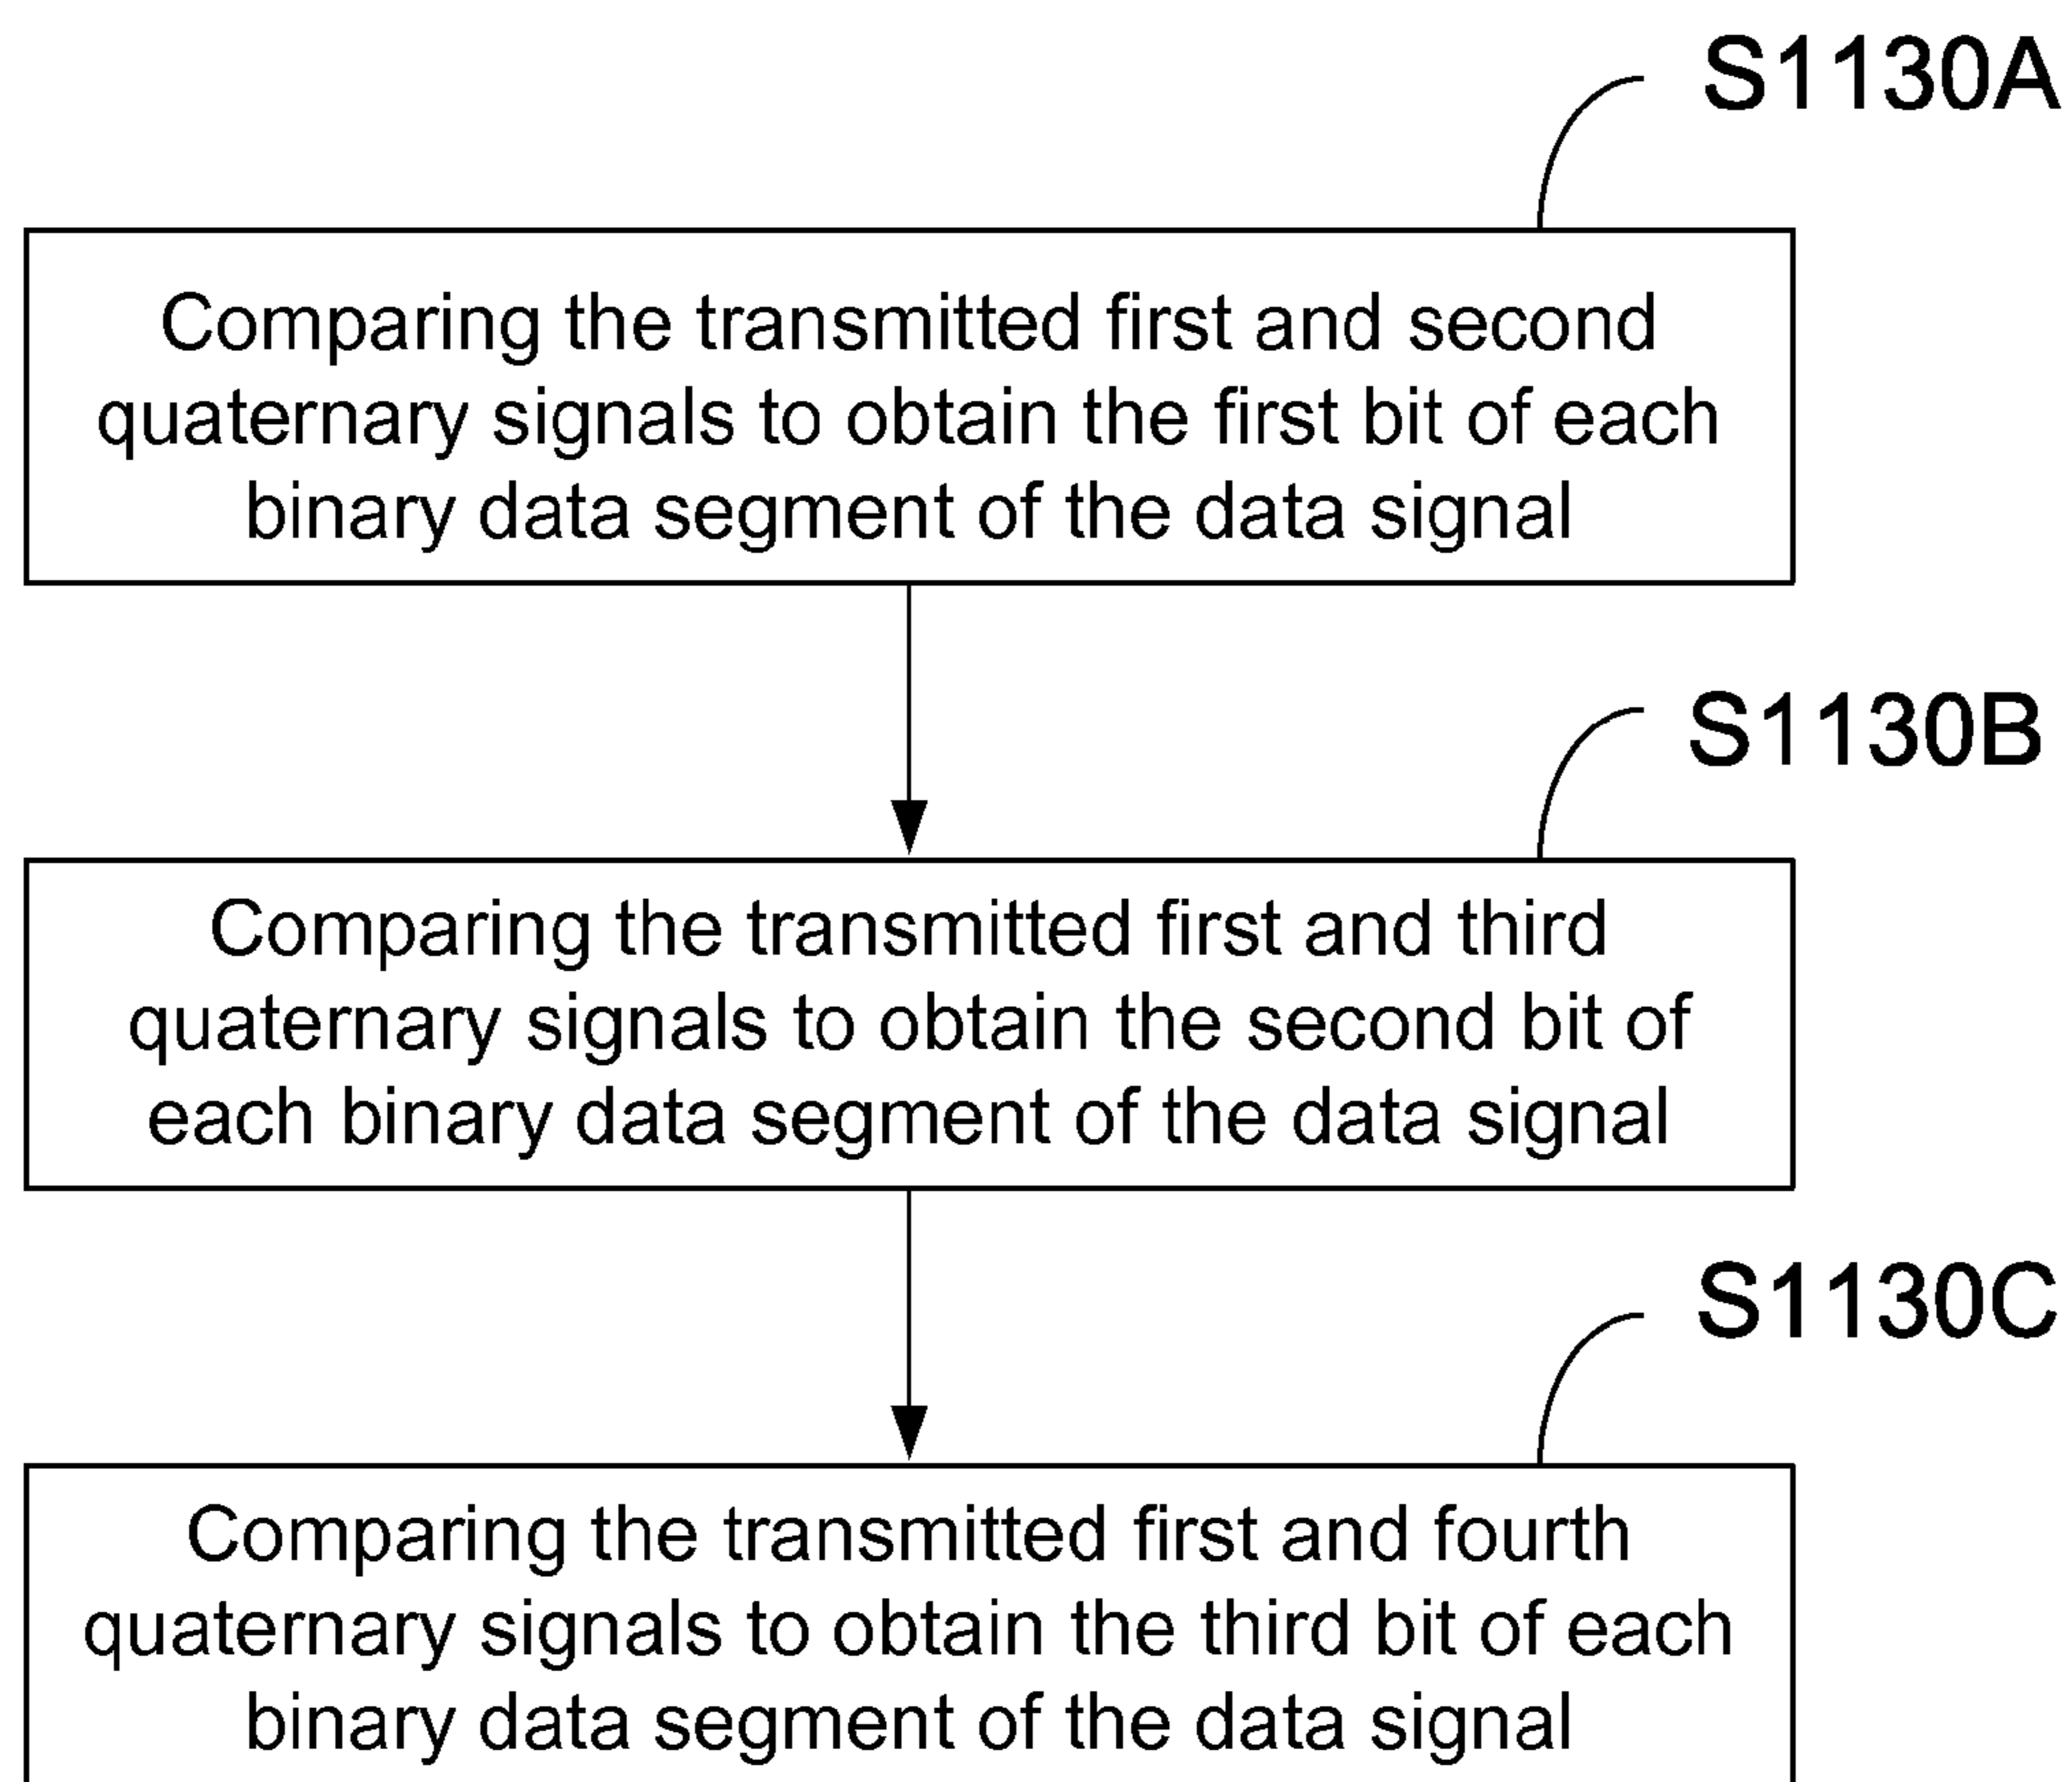 S1130A
Comparing the transmitted first and second
quaternary signals to obtain the first bit of each
binary data segment of the data signal
S1130B
Comparing the transmitted first and third
quaternary signals to obtain the second bit of
each binary data segment of the data signal
S1130C
Comparing the transmitted first and fourth
quaternary signals to obtain the third bit of each
binary data segment of the data signal